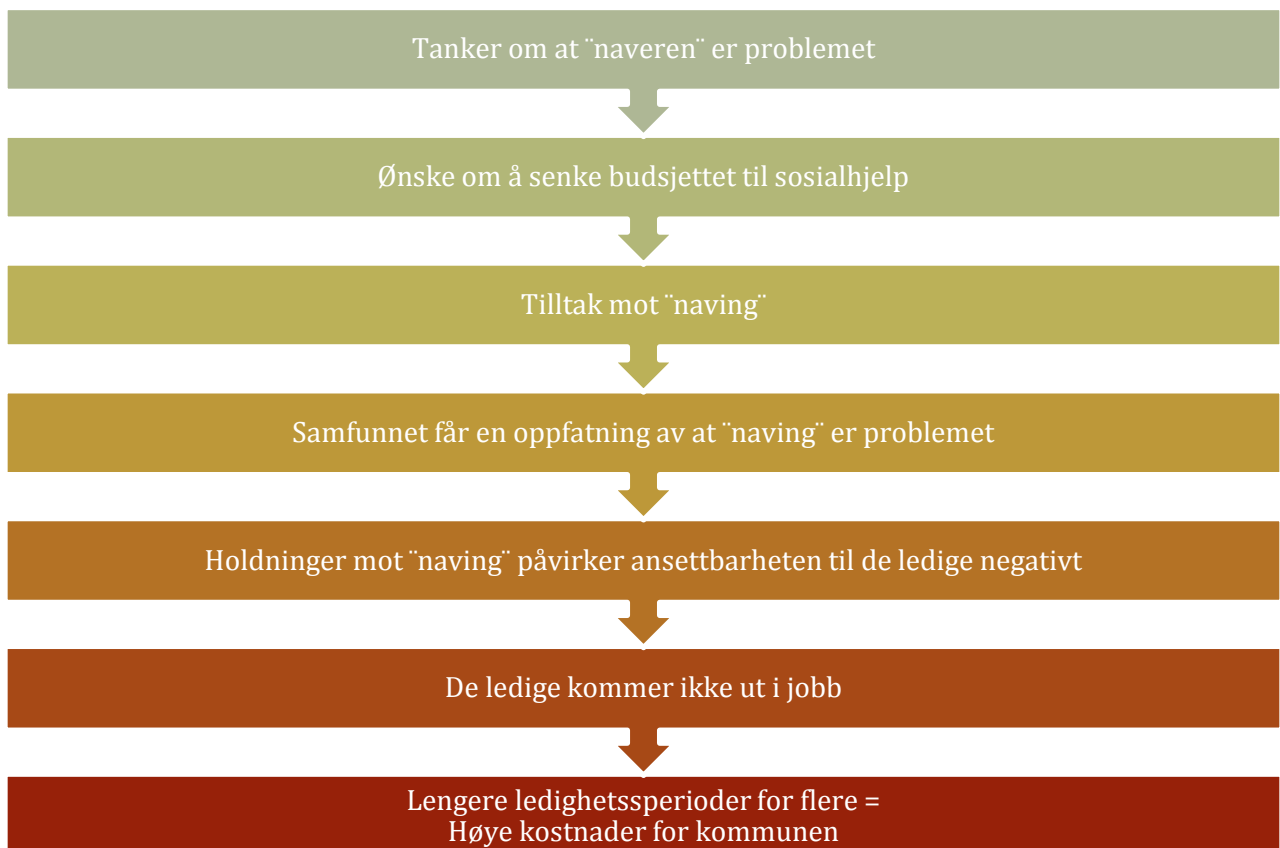 Tanker om at ¨naveren¨ er problemet
Ønske om å senke budsjettet til sosialhjelp
Tilltak mot ¨naving¨
Samfunnet får en oppfatning av at ¨naving¨ er problemet
Holdninger mot ¨naving¨ påvirker ansettbarheten til de ledige negativt
De ledige kommer ikke ut i jobb
Lengere ledighetssperioder for flere =
Høye kostnader for kommunen